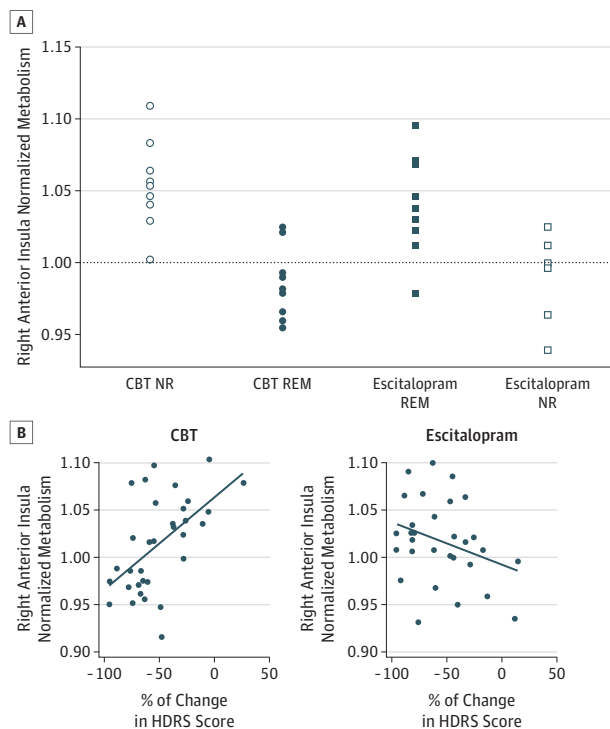 A
Right Anterior Insula Normalized Metabolism
1.15
1.10
1.05
1.00
0.95
CBT NR
CBT REM
Escitalopram
REM
Escitalopram
NR
B
CBT
Right Anterior Insula
Normalized Metabolism
1.10
1.05
1.00
0.95
0.90
-100
-50
0
50
% of Change
in HDRS Score
Escitalopram
Right Anterior Insula
Normalized Metabolism
1.10
1.05
1.00
0.95
0.90
-100
-50
0
50
% of Change
in HDRS Score